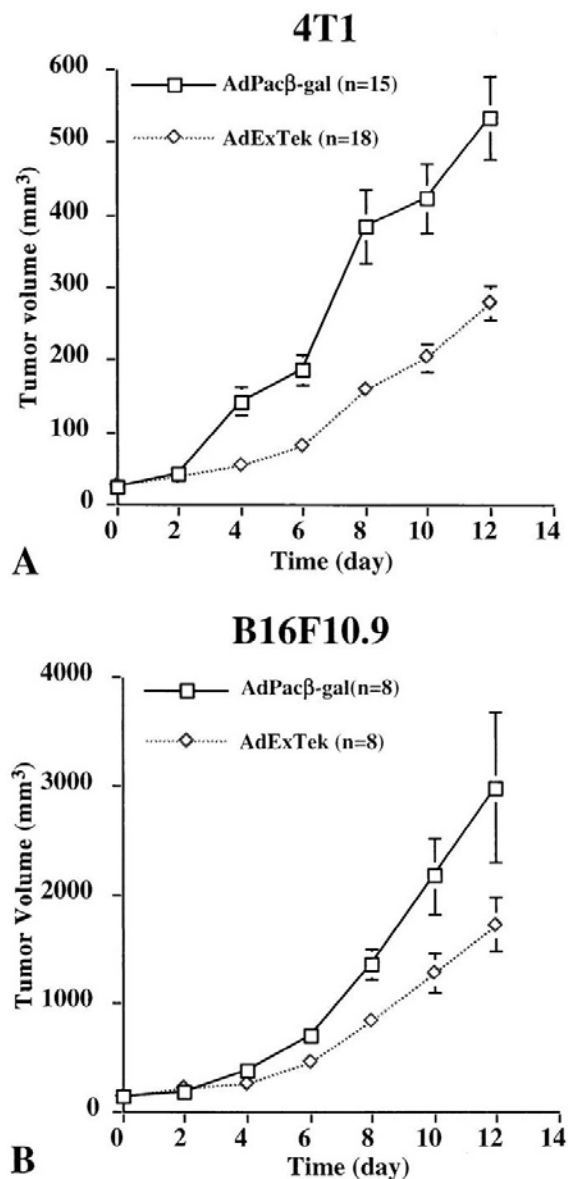 4T1
600
500
400
300
200
100
0
Tumor volume (mm³)
AdPacβ-gal (n=15)
AdExTek (n=18)
0 2 4 6 8 10 12 14
Time (day)
A
B16F10.9
4000
3000
2000
1000
0
Tumor Volume (mm³)
AdPacβ-gal(n=8)
AdExTek (n=8)
0 2 4 6 8 10 12 14
Time (day)
B